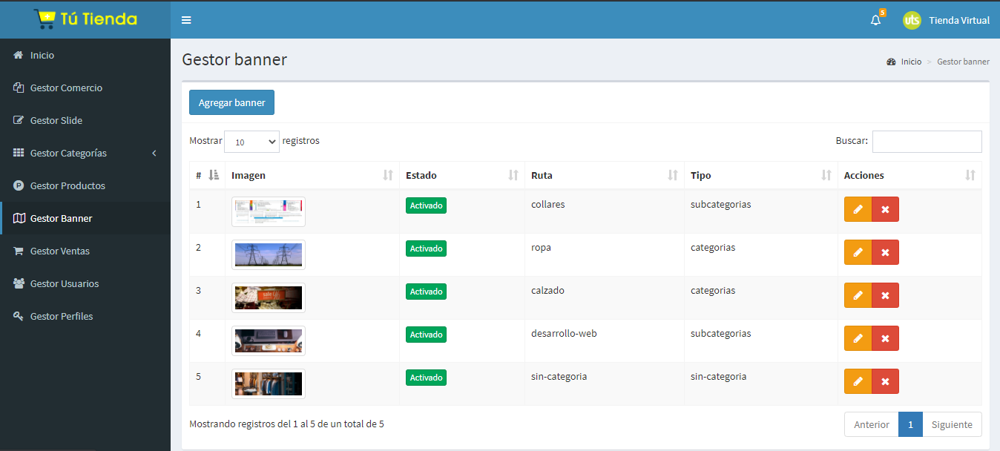 Tú Tienda
5
uts
Tienda Virtual
Inicio
Gestor Comercio
Gestor Slide
Gestor Categorías
Gestor Productos
Gestor Banner
Gestor Ventas
Gestor Usuarios
Gestor Perfiles
Gestor banner
Inicio > Gestor banner
Agregar banner
Mostrar 10 registros
Buscar:
# Imagen Estado Ruta Tipo Acciones
1 Activado collares subcategorias
2 Activado ropa categorias
3 sale Activado calzado categorias
4 Activado desarrollo-web subcategorias
5 Activado sin-categoria sin-categoria
Mostrando registros del 1 al 5 de un total de 5
Anterior 1 Siguiente